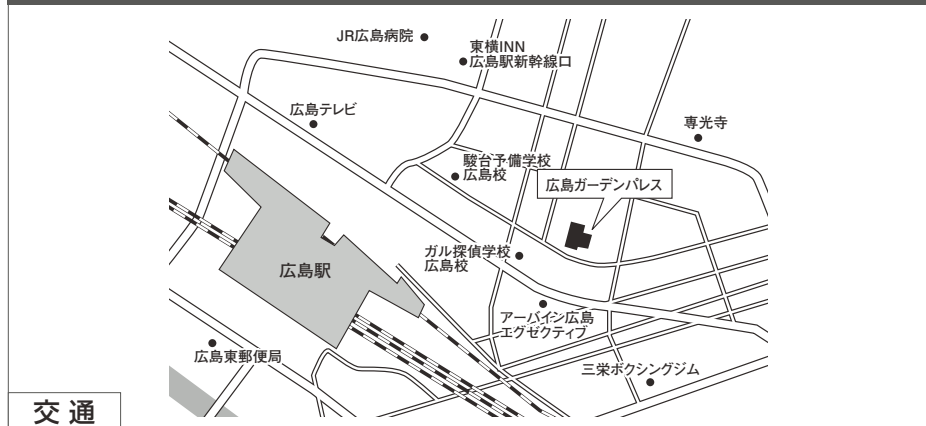 JR広島病院
東横INN
広島駅新幹線口
広島テレビ
専光寺
駿台予備学校
広島校
広島ガーデンパレス
ガル探偵学校
広島校
広島駅
アーバイン広島
エグゼクティブ
広島東郵便局
三栄ボクシングジム
交通